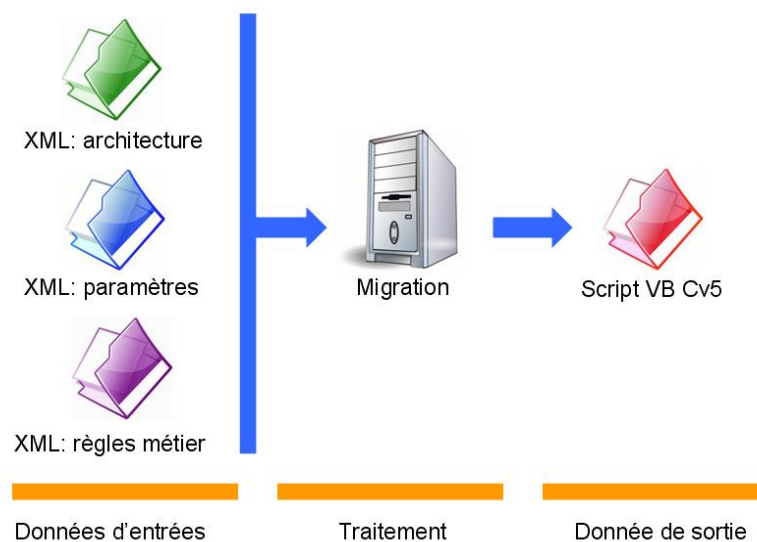 XML: architecture
XML: paramètres
XML: règles métier
Migration
Script VB Cv5
Données d'entrées
Traitement
Donnée de sortie